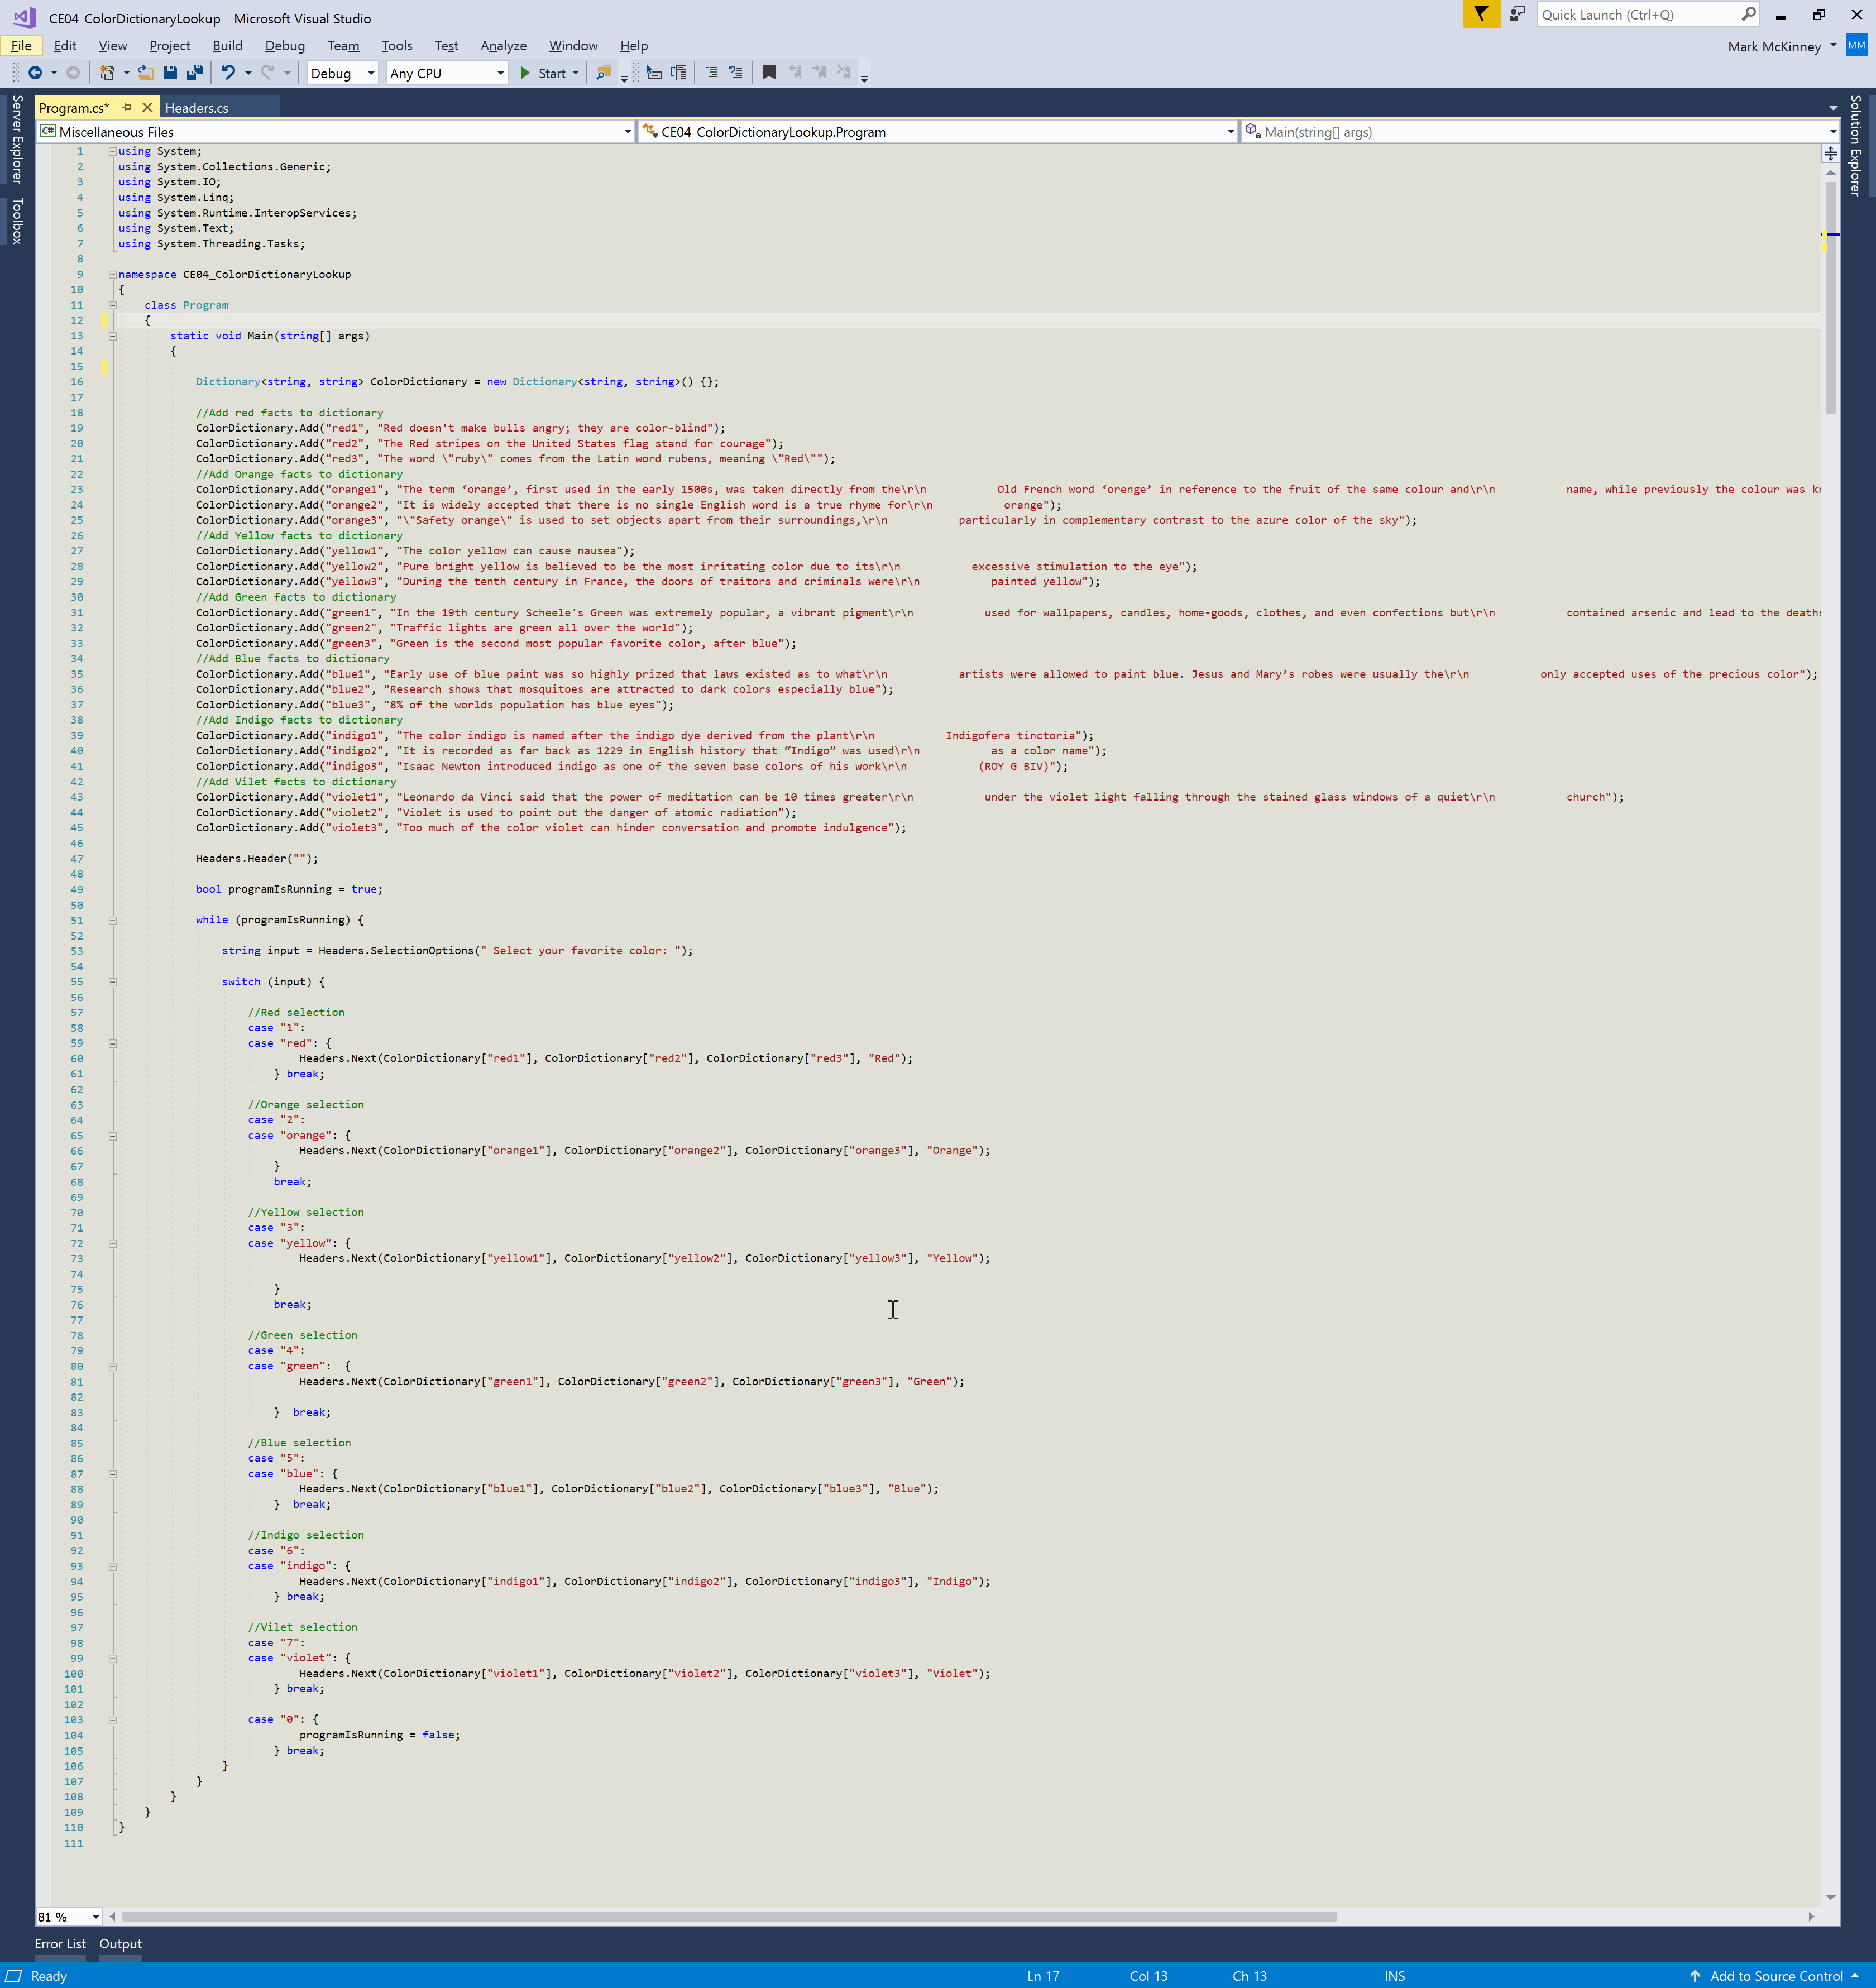 CE04_ColorDictionaryLookup - Microsoft Visual Studio
Quick Launch (Ctrl+Q)
File Edit View Project Build Debug Team Tools Test Analyze Window Help
Mark McKinney MM
Debug Any CPU Start
Server Explorer
Toolbox
Solution Explorer
Program.cs* Headers.cs
C# Miscellaneous Files CE04_ColorDictionaryLookup.Program Main(string[] args)
1 using System;
2 using System.Collections.Generic;
3 using System.IO;
4 using System.Linq;
5 using System.Runtime.InteropServices;
6 using System.Text;
7 using System.Threading.Tasks;
8
9 namespace CE04_ColorDictionaryLookup
10 {
11 class Program
12 {
13 static void Main(string[] args)
14 {
15
16 Dictionary<string, string> ColorDictionary = new Dictionary<string, string>() {};
17
18 //Add red facts to dictionary
19 ColorDictionary.Add("red1", "Red doesn't make bulls angry; they are color-blind");
20 ColorDictionary.Add("red2", "The Red stripes on the United States flag stand for courage");
21 ColorDictionary.Add("red3", "The word \"ruby\" comes from the Latin word rubens, meaning \"Red\"");
22 //Add Orange facts to dictionary
23 ColorDictionary.Add("orange1", "The term ‘orange’, first used in the early 1500s, was taken directly from the\r\n Old French word ‘orenge’ in reference to the fruit of the same colour and\r\n name, while previously the colour was
24 ColorDictionary.Add("orange2", "It is widely accepted that there is no single English word is a true rhyme for\r\n orange");
25 ColorDictionary.Add("orange3", "\"Safety orange\" is used to set objects apart from their surroundings,\r\n particularly in complementary contrast to the azure color of the sky");
26 //Add Yellow facts to dictionary
27 ColorDictionary.Add("yellow1", "The color yellow can cause nausea");
28 ColorDictionary.Add("yellow2", "Pure bright yellow is believed to be the most irritating color due to its\r\n excessive stimulation to the eye");
29 ColorDictionary.Add("yellow3", "During the tenth century in France, the doors of traitors and criminals were\r\n painted yellow");
30 //Add Green facts to dictionary
31 ColorDictionary.Add("green1", "In the 19th century Scheele's Green was extremely popular, a vibrant pigment\r\n used for wallpapers, candles, home-goods, clothes, and even confections but\r\n contained arsenic and lead to the deaths
32 ColorDictionary.Add("green2", "Traffic lights are green all over the world");
33 ColorDictionary.Add("green3", "Green is the second most popular favorite color, after blue");
34 //Add Blue facts to dictionary
35 ColorDictionary.Add("blue1", "Early use of blue paint was so highly prized that laws existed as to what\r\n artists were allowed to paint blue. Jesus and Mary’s robes were usually the\r\n only accepted uses of the precious color");
36 ColorDictionary.Add("blue2", "Research shows that mosquitoes are attracted to dark colors especially blue");
37 ColorDictionary.Add("blue3", "8% of the worlds population has blue eyes");
38 //Add Indigo facts to dictionary
39 ColorDictionary.Add("indigo1", "The color indigo is named after the indigo dye derived from the plant\r\n Indigofera tinctoria");
40 ColorDictionary.Add("indigo2", "It is recorded as far back as 1229 in English history that “Indigo” was used\r\n as a color name");
41 ColorDictionary.Add("indigo3", "Isaac Newton introduced indigo as one of the seven base colors of his work\r\n (ROY G BIV)");
42 //Add Vilet facts to dictionary
43 ColorDictionary.Add("violet1", "Leonardo da Vinci said that the power of meditation can be 10 times greater\r\n under the violet light falling through the stained glass windows of a quiet\r\n church");
44 ColorDictionary.Add("violet2", "Violet is used to point out the danger of atomic radiation");
45 ColorDictionary.Add("violet3", "Too much of the color violet can hinder conversation and promote indulgence");
46
47 Headers.Header("");
48
49 bool programIsRunning = true;
50
51 while (programIsRunning) {
52
53 string input = Headers.SelectionOptions(" Select your favorite color: ");
54
55 switch (input) {
56
57 //Red selection
58 case "1":
59 case "red": {
60 Headers.Next(ColorDictionary["red1"], ColorDictionary["red2"], ColorDictionary["red3"], "Red");
61 } break;
62
63 //Orange selection
64 case "2":
65 case "orange": {
66 Headers.Next(ColorDictionary["orange1"], ColorDictionary["orange2"], ColorDictionary["orange3"], "Orange");
67 }
68 break;
69
70 //Yellow selection
71 case "3":
72 case "yellow": {
73 Headers.Next(ColorDictionary["yellow1"], ColorDictionary["yellow2"], ColorDictionary["yellow3"], "Yellow");
74
75 }
76 break;
77
78 //Green selection
79 case "4":
80 case "green": {
81 Headers.Next(ColorDictionary["green1"], ColorDictionary["green2"], ColorDictionary["green3"], "Green");
82
83 } break;
84
85 //Blue selection
86 case "5":
87 case "blue": {
88 Headers.Next(ColorDictionary["blue1"], ColorDictionary["blue2"], ColorDictionary["blue3"], "Blue");
89 } break;
90
91 //Indigo selection
92 case "6":
93 case "indigo": {
94 Headers.Next(ColorDictionary["indigo1"], ColorDictionary["indigo2"], ColorDictionary["indigo3"], "Indigo");
95 } break;
96
97 //Vilet selection
98 case "7":
99 case "violet": {
100 Headers.Next(ColorDictionary["violet1"], ColorDictionary["violet2"], ColorDictionary["violet3"], "Violet");
101 } break;
102
103 case "0": {
104 programIsRunning = false;
105 } break;
106 }
107 }
108 }
109 }
110 }
111
81 %
Error List Output
Ready Ln 17 Col 13 Ch 13 INS Add to Source Control